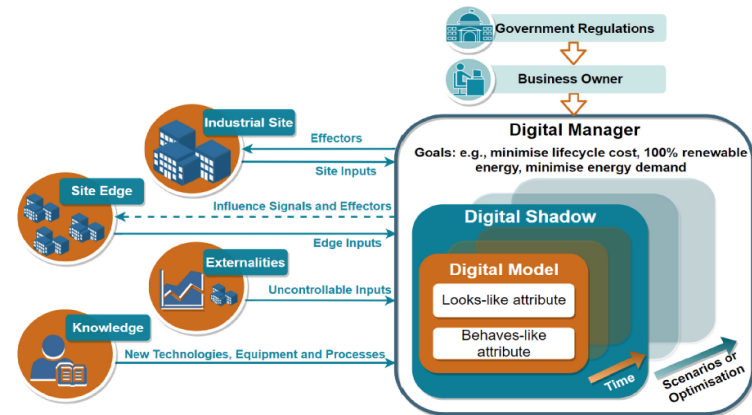 Government Regulations
Business Owner
Industrial Site
Effectors
Site Inputs
Site Edge
Influence Signals and Effectors
Edge Inputs
Externalities
Uncontrollable Inputs
Knowledge
New Technologies, Equipment and Processes
Digital Manager
Goals: e.g., minimise lifecycle cost, 100% renewable
energy, minimise energy demand
Digital Shadow
Digital Model
Looks-like attribute
Behaves-like
attribute
Time
Scenarios or
Optimisation